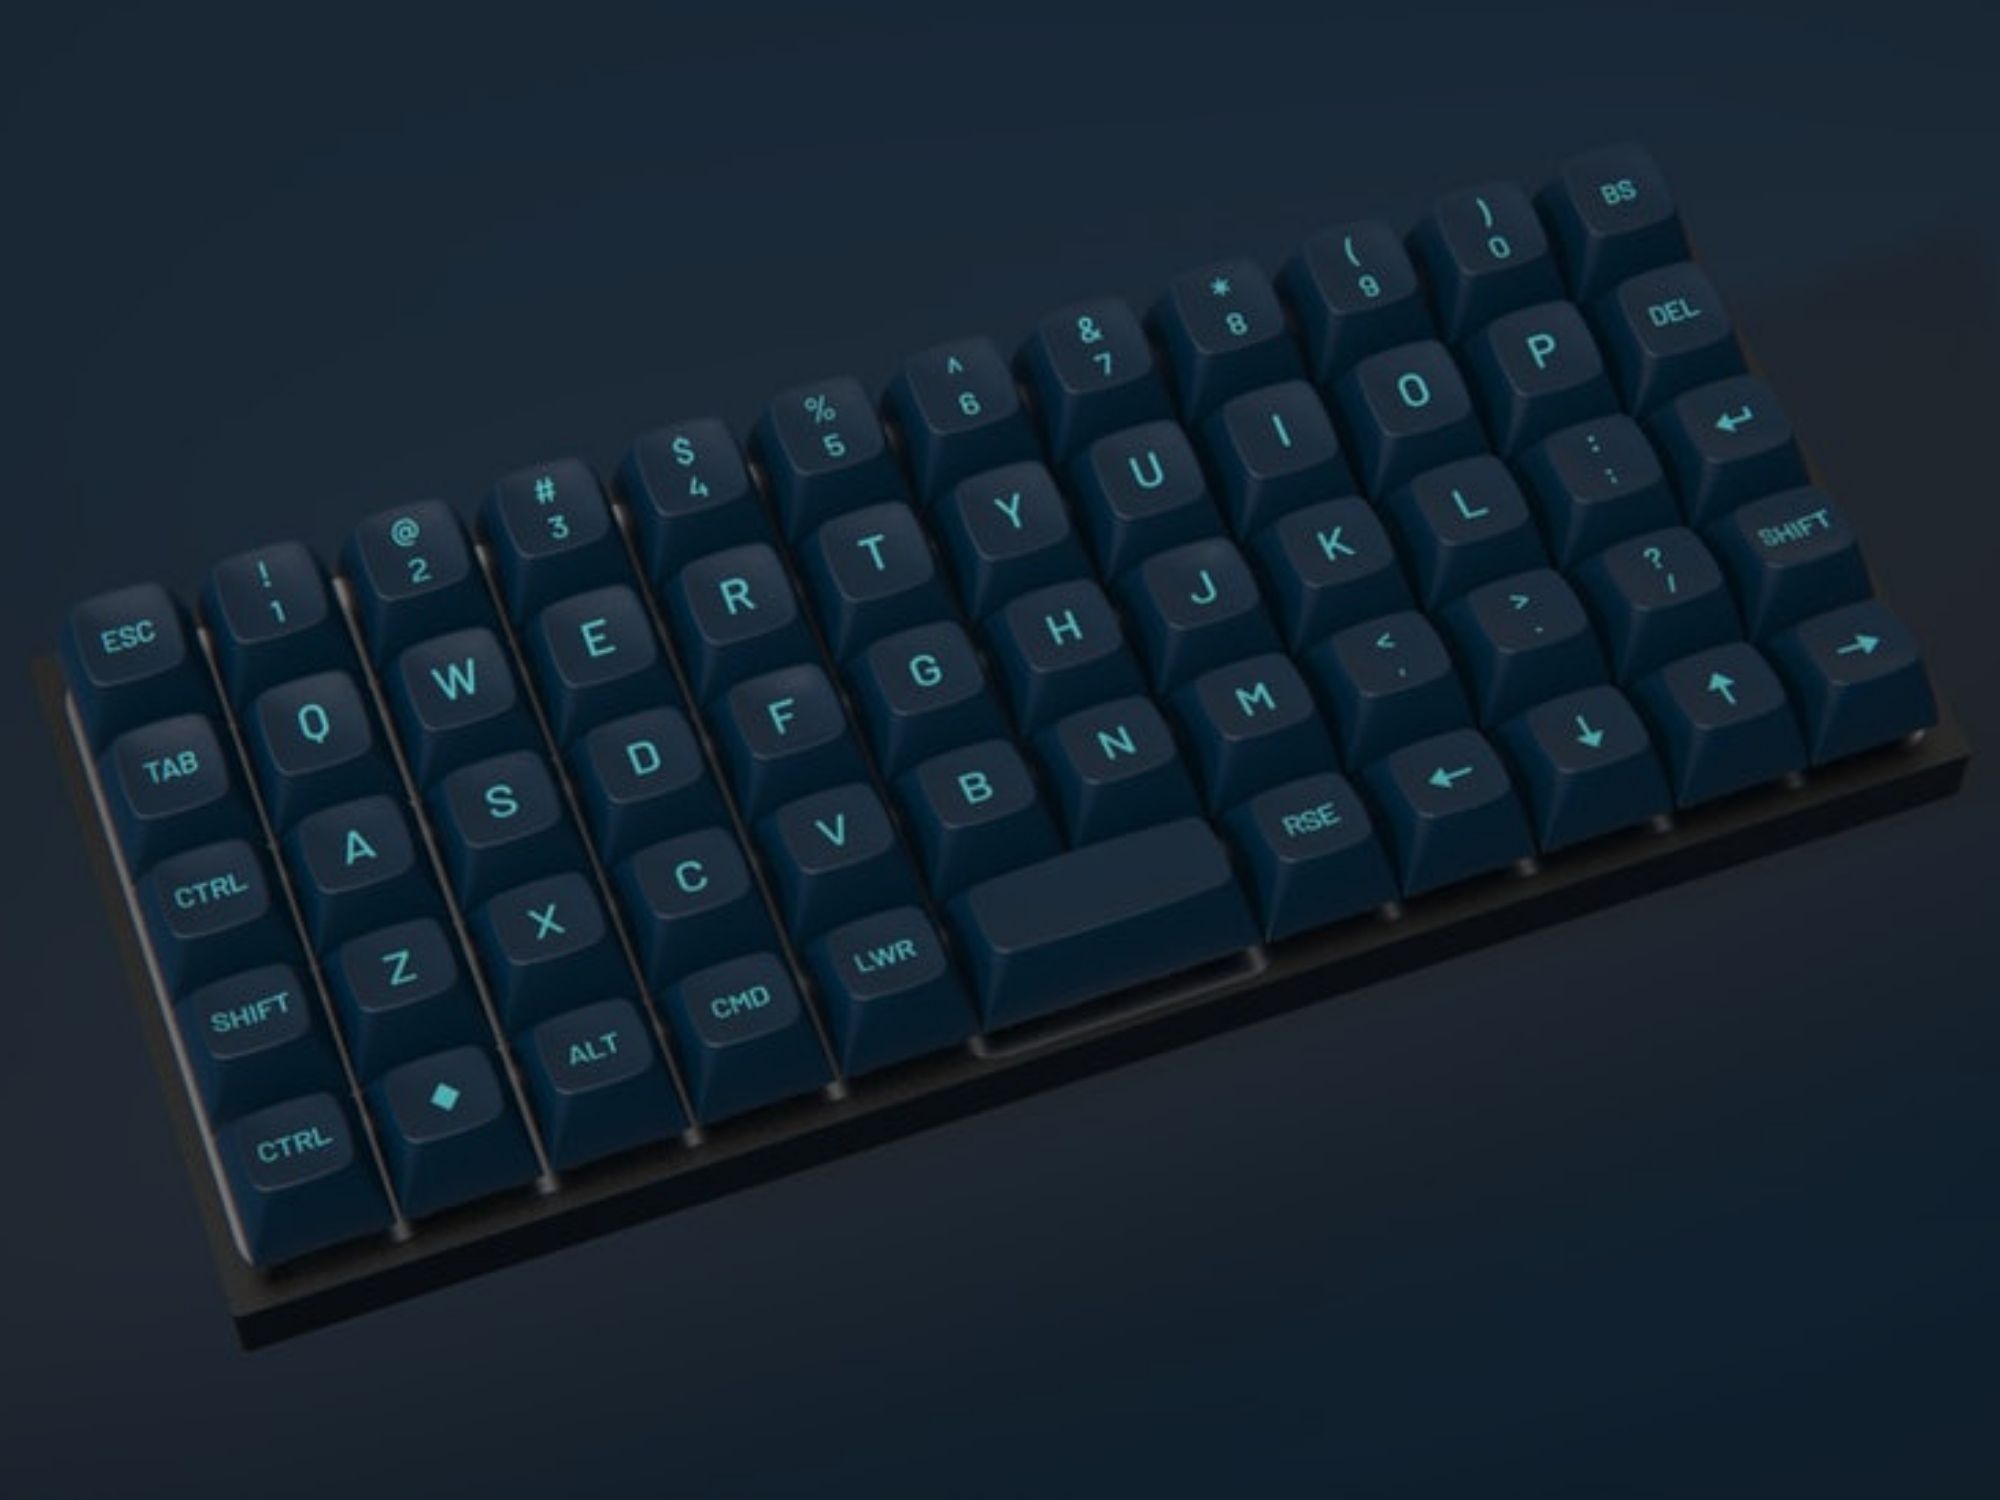 ESC ! 1 @ 2 # 3 $ 4 % 5 ^ 6 & 7 * 8 ( 9 ) 0 BS
TAB Q W E R T Y U I O P DEL
CTRL A S D F G H J K L : ; ↵
SHIFT Z X C V B N M < , > . ? / SHIFT
CTRL ◆ ALT CMD LWR RSE ← ↓ ↑ →